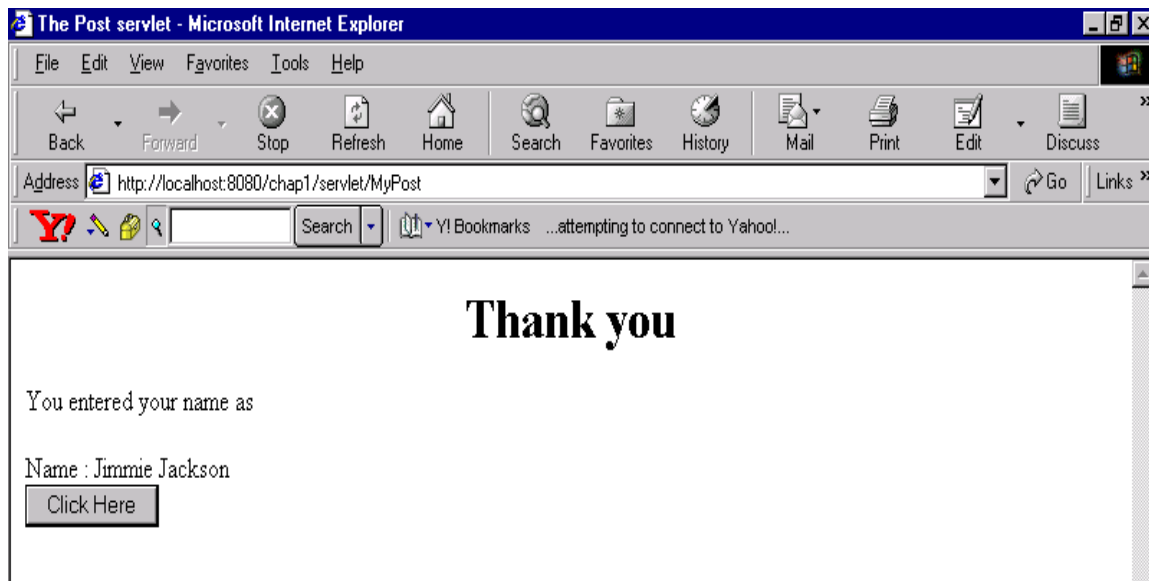 The Post servlet - Microsoft Internet Explorer
File Edit View Favorites Tools Help
Back Forward Stop Refresh Home Search Favorites History Mail Print Edit Discuss »
Address http://localhost:8080/chap1/servlet/MyPost Go Links »
Y! Search Y! Bookmarks ...attempting to connect to Yahoo!...
Thank you
You entered your name as
Name : Jimmie Jackson
Click Here